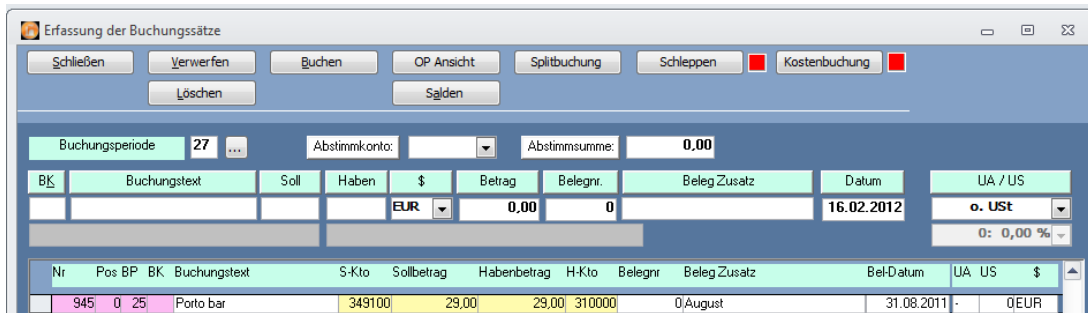 Erfassung der Buchungssätze
Schließen Verwerfen Buchen OP Ansicht Splitbuchung Schleppen Kostenbuchung
Löschen Salden
Buchungsperiode 27 ... Abstimmkonto: Abstimmsumme: 0,00
BK Buchungstext Soll Haben $ Betrag Belegnr. Beleg Zusatz Datum UA / US
EUR 0,00 0 16.02.2012 o. USt
0: 0,00 %
Nr Pos BP BK Buchungstext S-Kto Sollbetrag Habenbetrag H-Kto Belegnr Beleg Zusatz Bel-Datum UA US $
945 0 25 Porto bar 349100 29,00 29,00 310000 0 August 31.08.2011 - 0 EUR